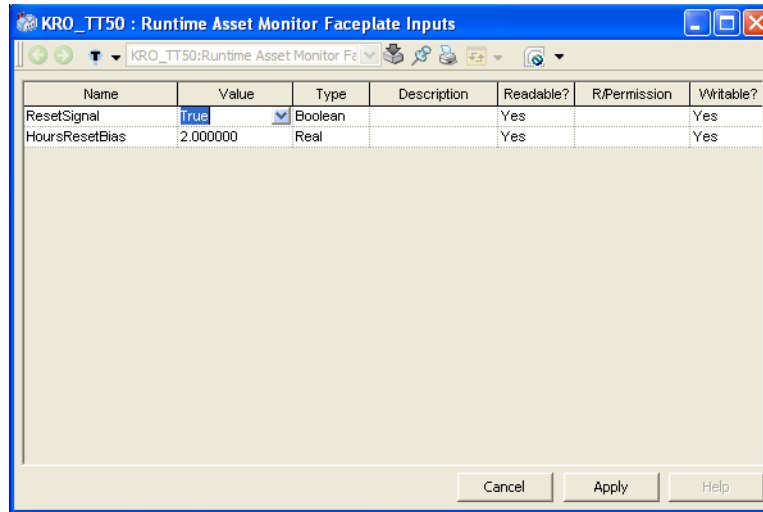 KRO_TT50 : Runtime Asset Monitor Faceplate Inputs
KRO_TT50:Runtime Asset Monitor Fa
Name Value Type Description Readable? R/Permission Writable?
ResetSignal True Boolean Yes Yes
HoursResetBias 2.000000 Real Yes Yes
Cancel Apply Help